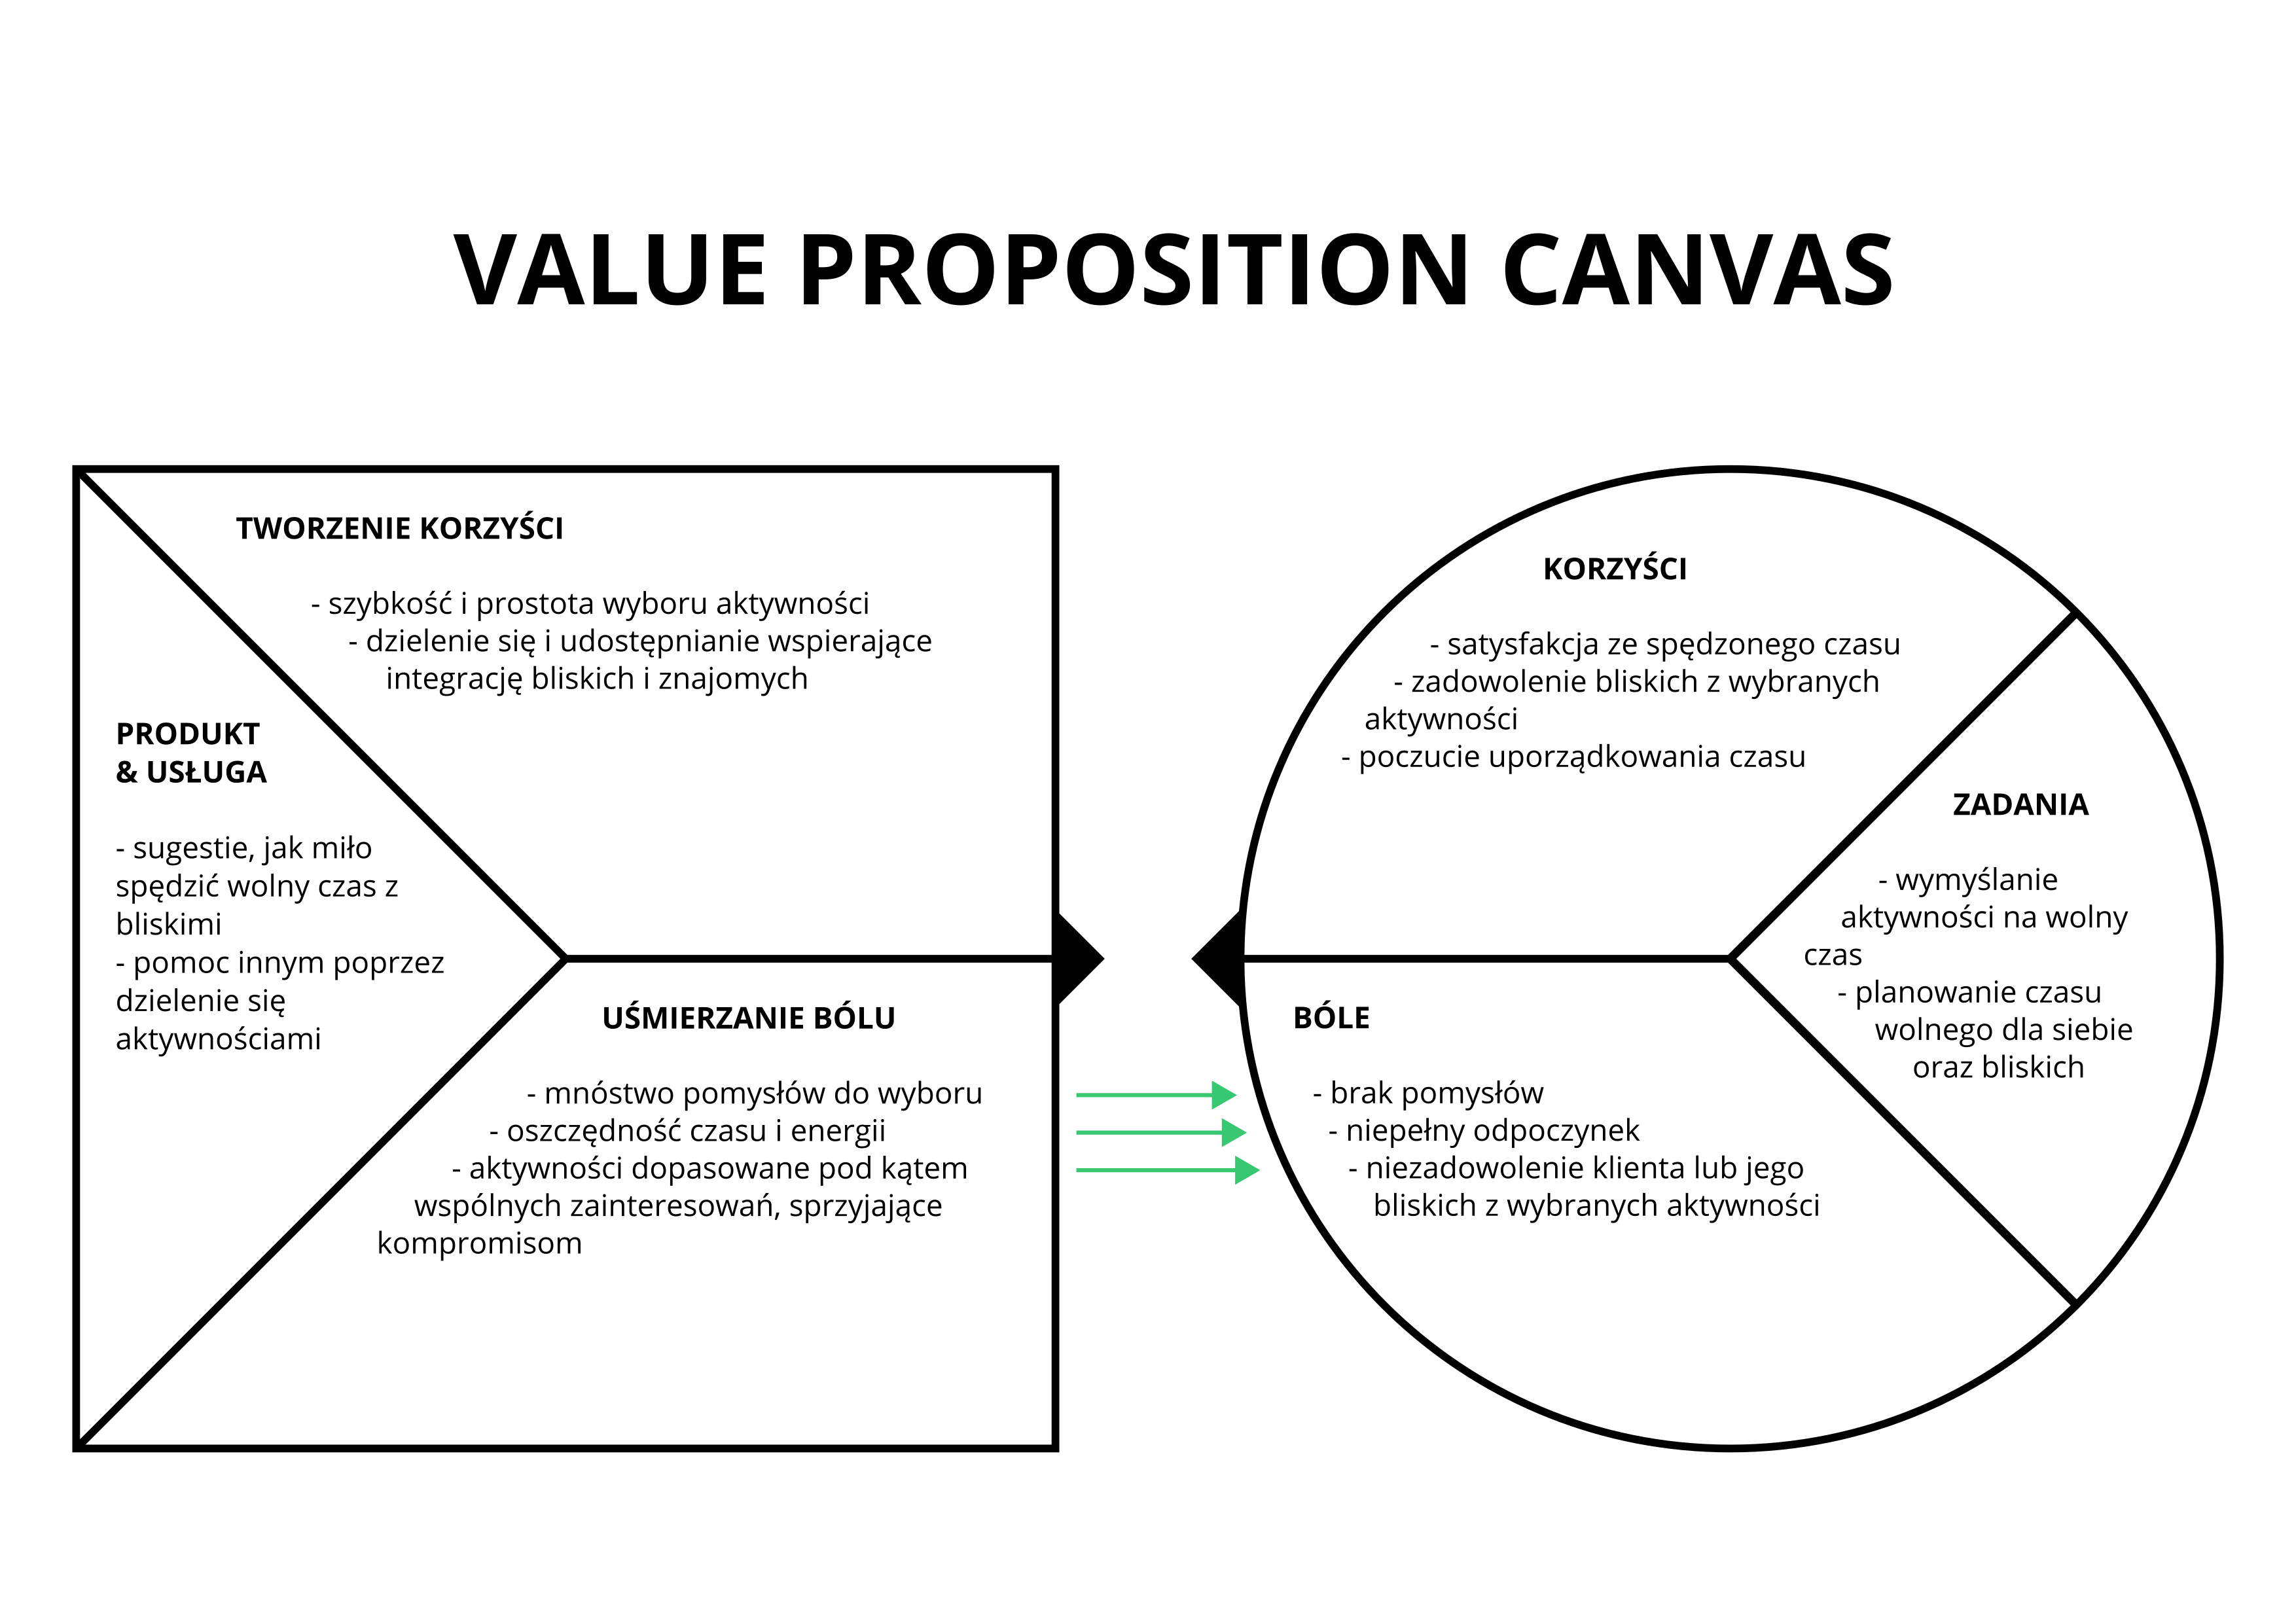 VALUE PROPOSITION CANVAS
TWORZENIE KORZYŚCI
- szybkość i prostota wyboru aktywności
- dzielenie się i udostępnianie wspierające
integrację bliskich i znajomych
PRODUKT
& USŁUGA
- sugestie, jak miło
spędzić wolny czas z
bliskimi
- pomoc innym poprzez
dzielenie się
aktywnościami
UŚMIERZANIE BÓLU
- mnóstwo pomysłów do wyboru
- oszczędność czasu i energii
- aktywności dopasowane pod kątem
wspólnych zainteresowań, sprzyjające
kompromisom
KORZYŚCI
- satysfakcja ze spędzonego czasu
- zadowolenie bliskich z wybranych
aktywności
- poczucie uporządkowania czasu
ZADANIA
- wymyślanie
aktywności na wolny
czas
- planowanie czasu
wolnego dla siebie
oraz bliskich
BÓLE
- brak pomysłów
- niepełny odpoczynek
- niezadowolenie klienta lub jego
bliskich z wybranych aktywności